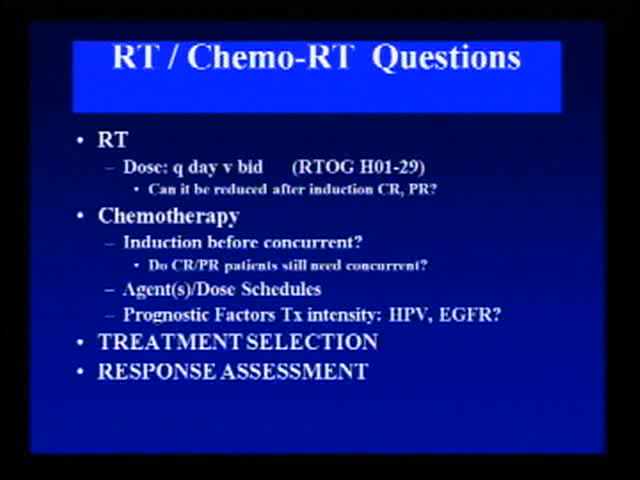 RT / Chemo-RT Questions
• RT
– Dose: q day v bid (RTOG H01-29)
• Can it be reduced after induction CR, PR?
• Chemotherapy
– Induction before concurrent?
• Do CR/PR patients still need concurrent?
– Agent(s)/Dose Schedules
– Prognostic Factors Tx intensity: HPV, EGFR?
• TREATMENT SELECTION
• RESPONSE ASSESSMENT